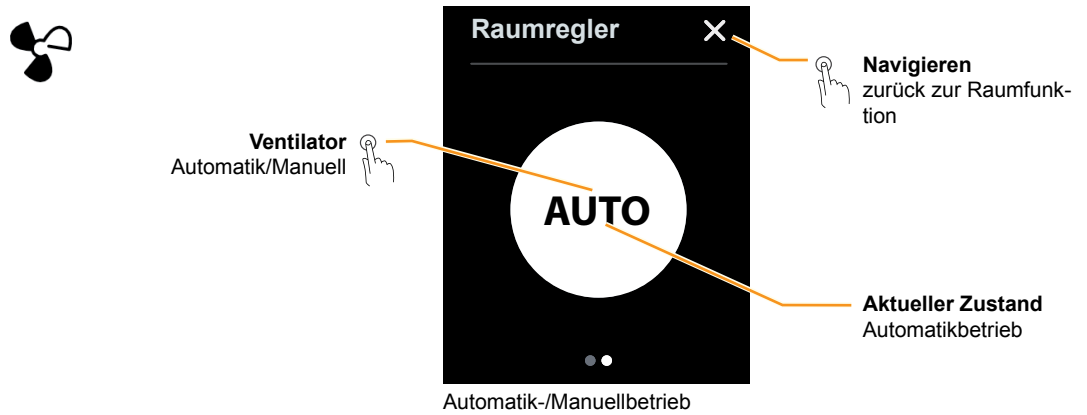 Raumregler
Navigieren
zurück zur Raumfunk-
tion
Ventilator
Automatik/Manuell
AUTO
Aktueller Zustand
Automatikbetrieb
Automatik-/Manuellbetrieb